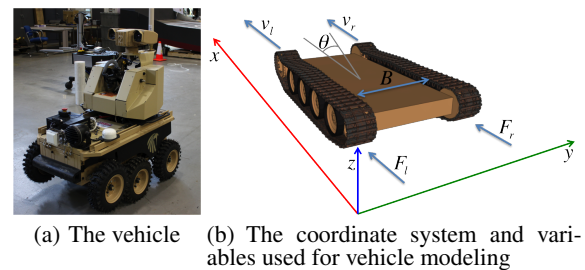 v_l
v_r
θ
x
B
F_r
z
F_l
y
(a) The vehicle
(b) The coordinate system and vari-
ables used for vehicle modeling